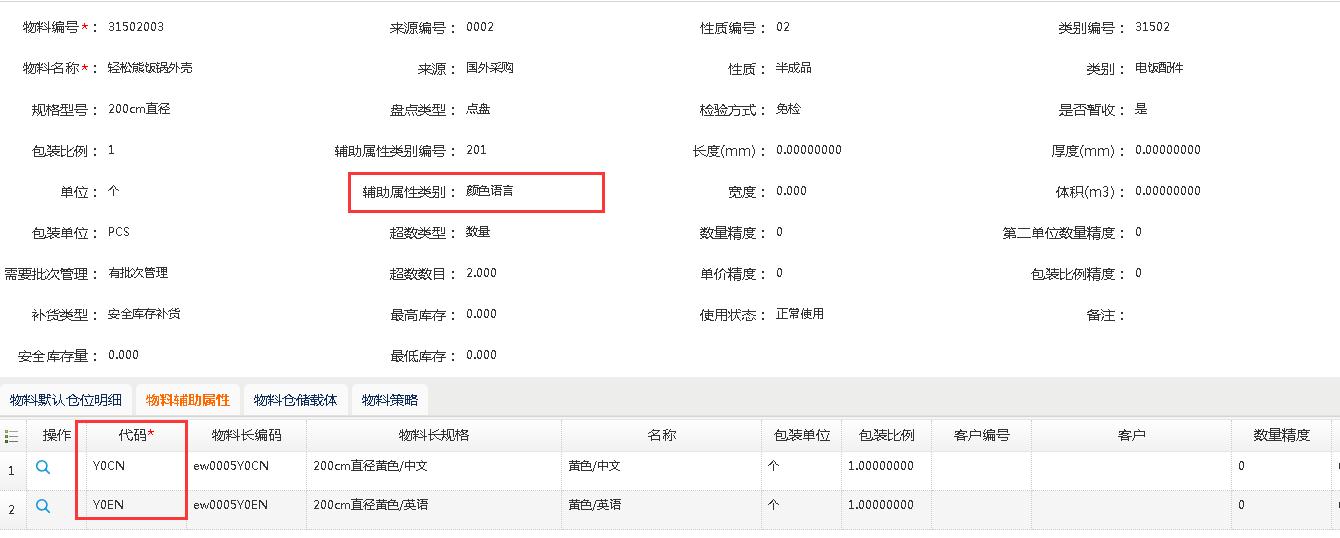 物料编号*： 31502003 来源编号： 0002 性质编号： 02 类别编号： 31502
物料名称*： 轻松熊饭锅外壳 来源： 国外采购 性质： 半成品 类别： 电饭配件
规格型号： 200cm直径 盘点类型： 点盘 检验方式： 免检 是否暂收： 是
包装比例： 1 辅助属性类别编号： 201 长度(mm)： 0.00000000 厚度(mm)： 0.00000000
单位： 个 辅助属性类别： 颜色语言 宽度： 0.000 体积(m3)： 0.00000000
包装单位： PCS 超数类型： 数量 数量精度： 0 第二单位数量精度： 0
需要批次管理： 有批次管理 超数数目： 2.000 单价精度： 0 包装比例精度： 0
补货类型： 安全库存补货 最高库存： 0.000 使用状态： 正常使用 备注：
安全库存量： 0.000 最低库存： 0.000
物料默认仓位明细 物料辅助属性 物料仓储载体 物料策略
操作 代码* 物料长编码 物料长规格 名称 包装单位 包装比例 客户编号 客户 数量精度
1 Y0CN ew0005Y0CN 200cm直径黄色/中文 黄色/中文 个 1.00000000 0
2 Y0EN ew0005Y0EN 200cm直径黄色/英语 黄色/英语 个 1.00000000 0